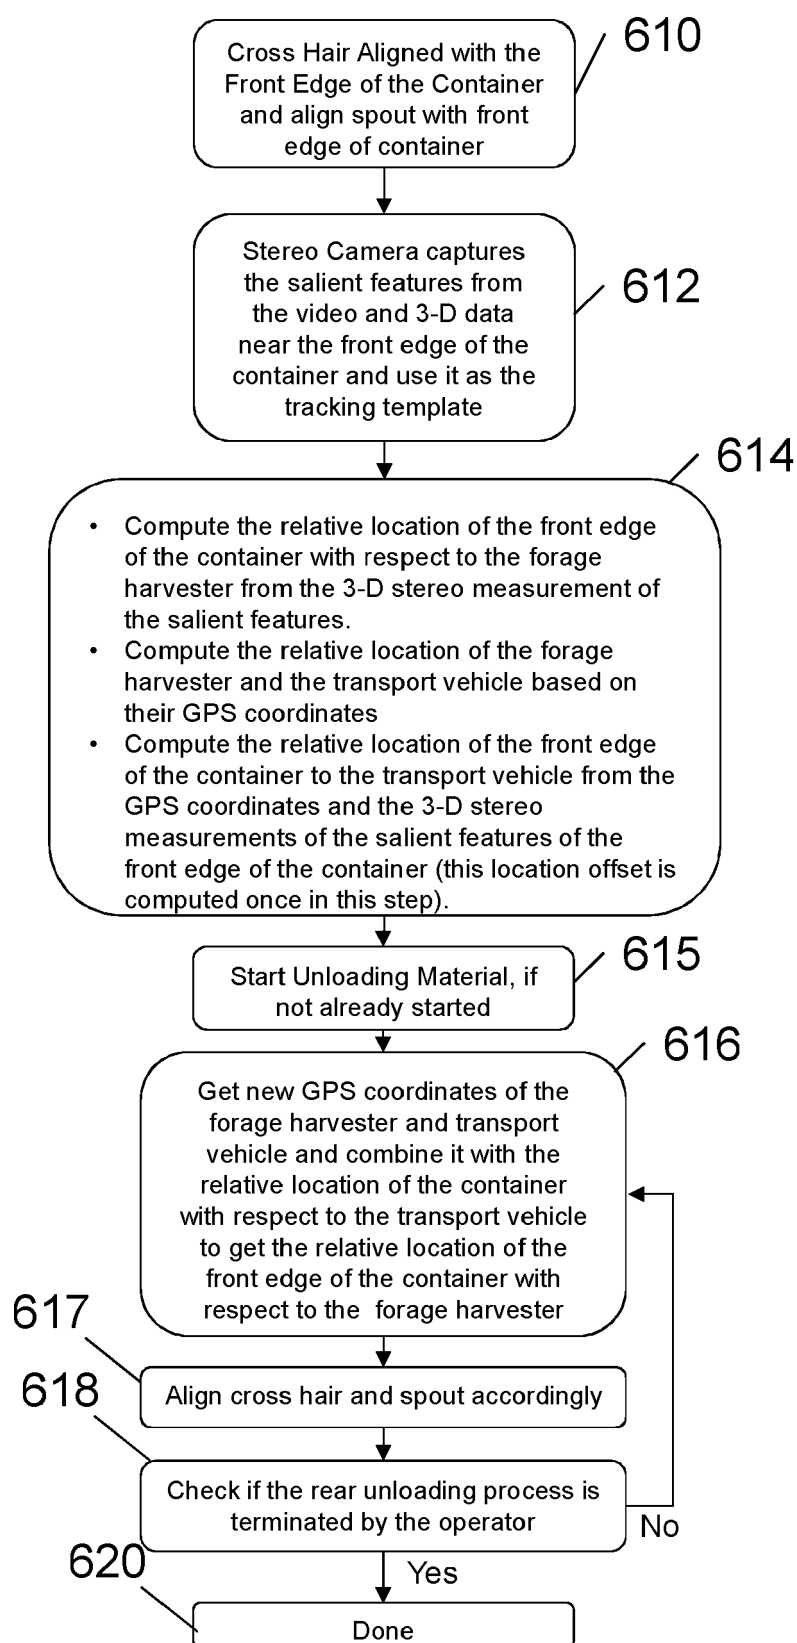 610
Cross Hair Aligned with the
Front Edge of the Container
and align spout with front
edge of container
612
Stereo Camera captures
the salient features from
the video and 3-D data
near the front edge of the
container and use it as the
tracking template
614
• Compute the relative location of the front edge
of the container with respect to the forage
harvester from the 3-D stereo measurement of
the salient features.
• Compute the relative location of the forage
harvester and the transport vehicle based on
their GPS coordinates
• Compute the relative location of the front edge
of the container to the transport vehicle from the
GPS coordinates and the 3-D stereo
measurements of the salient features of the
front edge of the container (this location offset is
computed once in this step).
615
Start Unloading Material, if
not already started
616
Get new GPS coordinates of the
forage harvester and transport
vehicle and combine it with the
relative location of the container
with respect to the transport vehicle
to get the relative location of the
front edge of the container with
respect to the forage harvester
617
Align cross hair and spout accordingly
618
Check if the rear unloading process is
terminated by the operator
No
Yes
620
Done